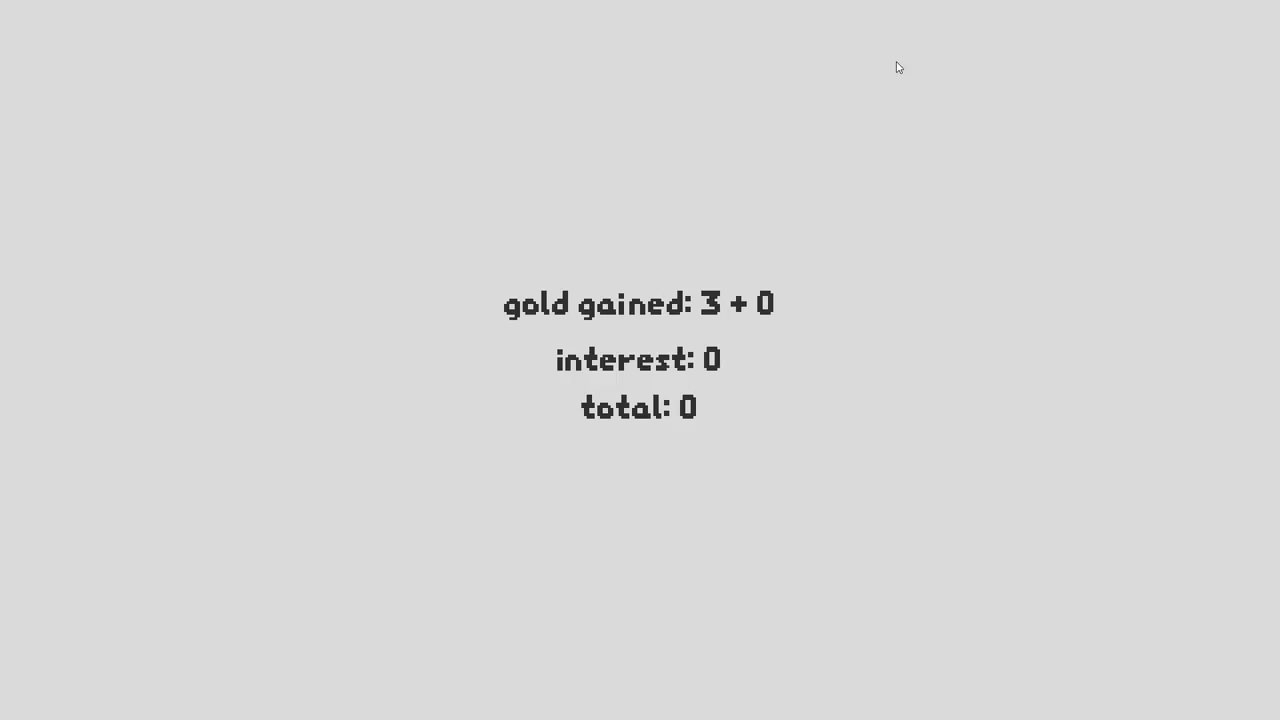 gold gained: 3 + 0
interest: 0
total: 0